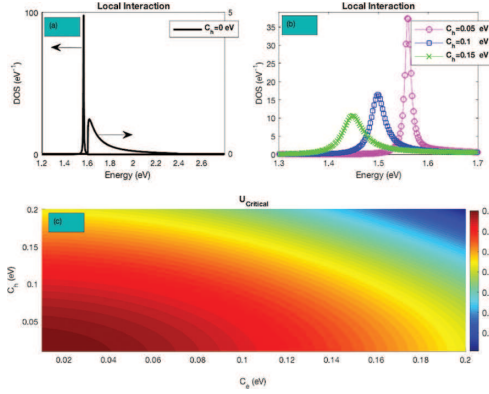 Local Interaction
(a)
C_h=0 eV
100
50
0
5
0
DOS (eV⁻¹)
1.2 1.4 1.6 1.8 2 2.2 2.4 2.6
Energy (eV)
Local Interaction
(b)
C_h=0.05 eV
C_h=0.1 eV
C_h=0.15 eV
35
30
25
20
15
10
5
0
DOS (eV⁻¹)
1.3 1.4 1.5 1.6 1.7
Energy (eV)
U_Critical
(c)
0.2
0.15
0.1
0.05
C_h (eV)
0.02 0.04 0.06 0.08 0.1 0.12 0.14 0.16 0.18 0.2
C_e (eV)